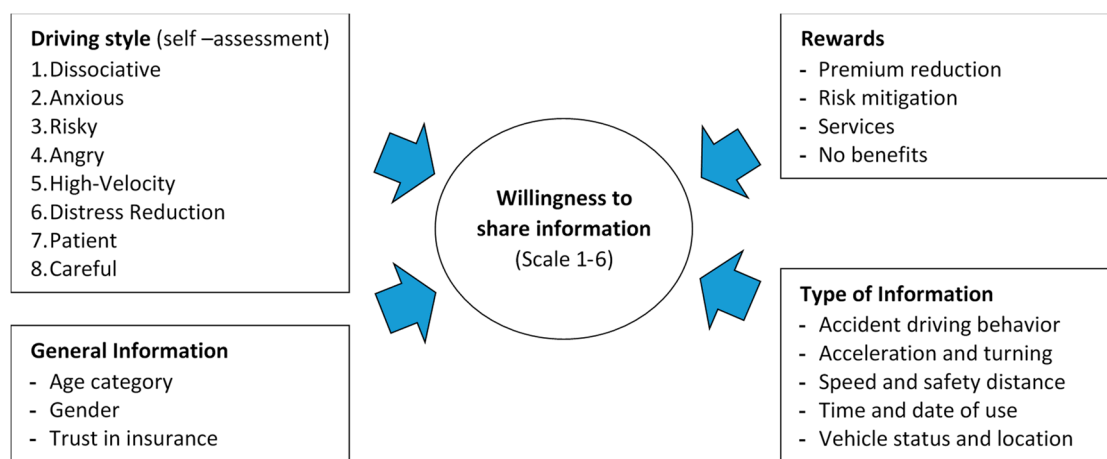 Driving style (self –assessment)
1.Dissociative
2.Anxious
3.Risky
4.Angry
5.High-Velocity
6.Distress Reduction
7.Patient
8.Careful
General Information
- Age category
- Gender
- Trust in insurance
Willingness to
share information
(Scale 1-6)
Rewards
- Premium reduction
- Risk mitigation
- Services
- No benefits
Type of Information
- Accident driving behavior
- Acceleration and turning
- Speed and safety distance
- Time and date of use
- Vehicle status and location